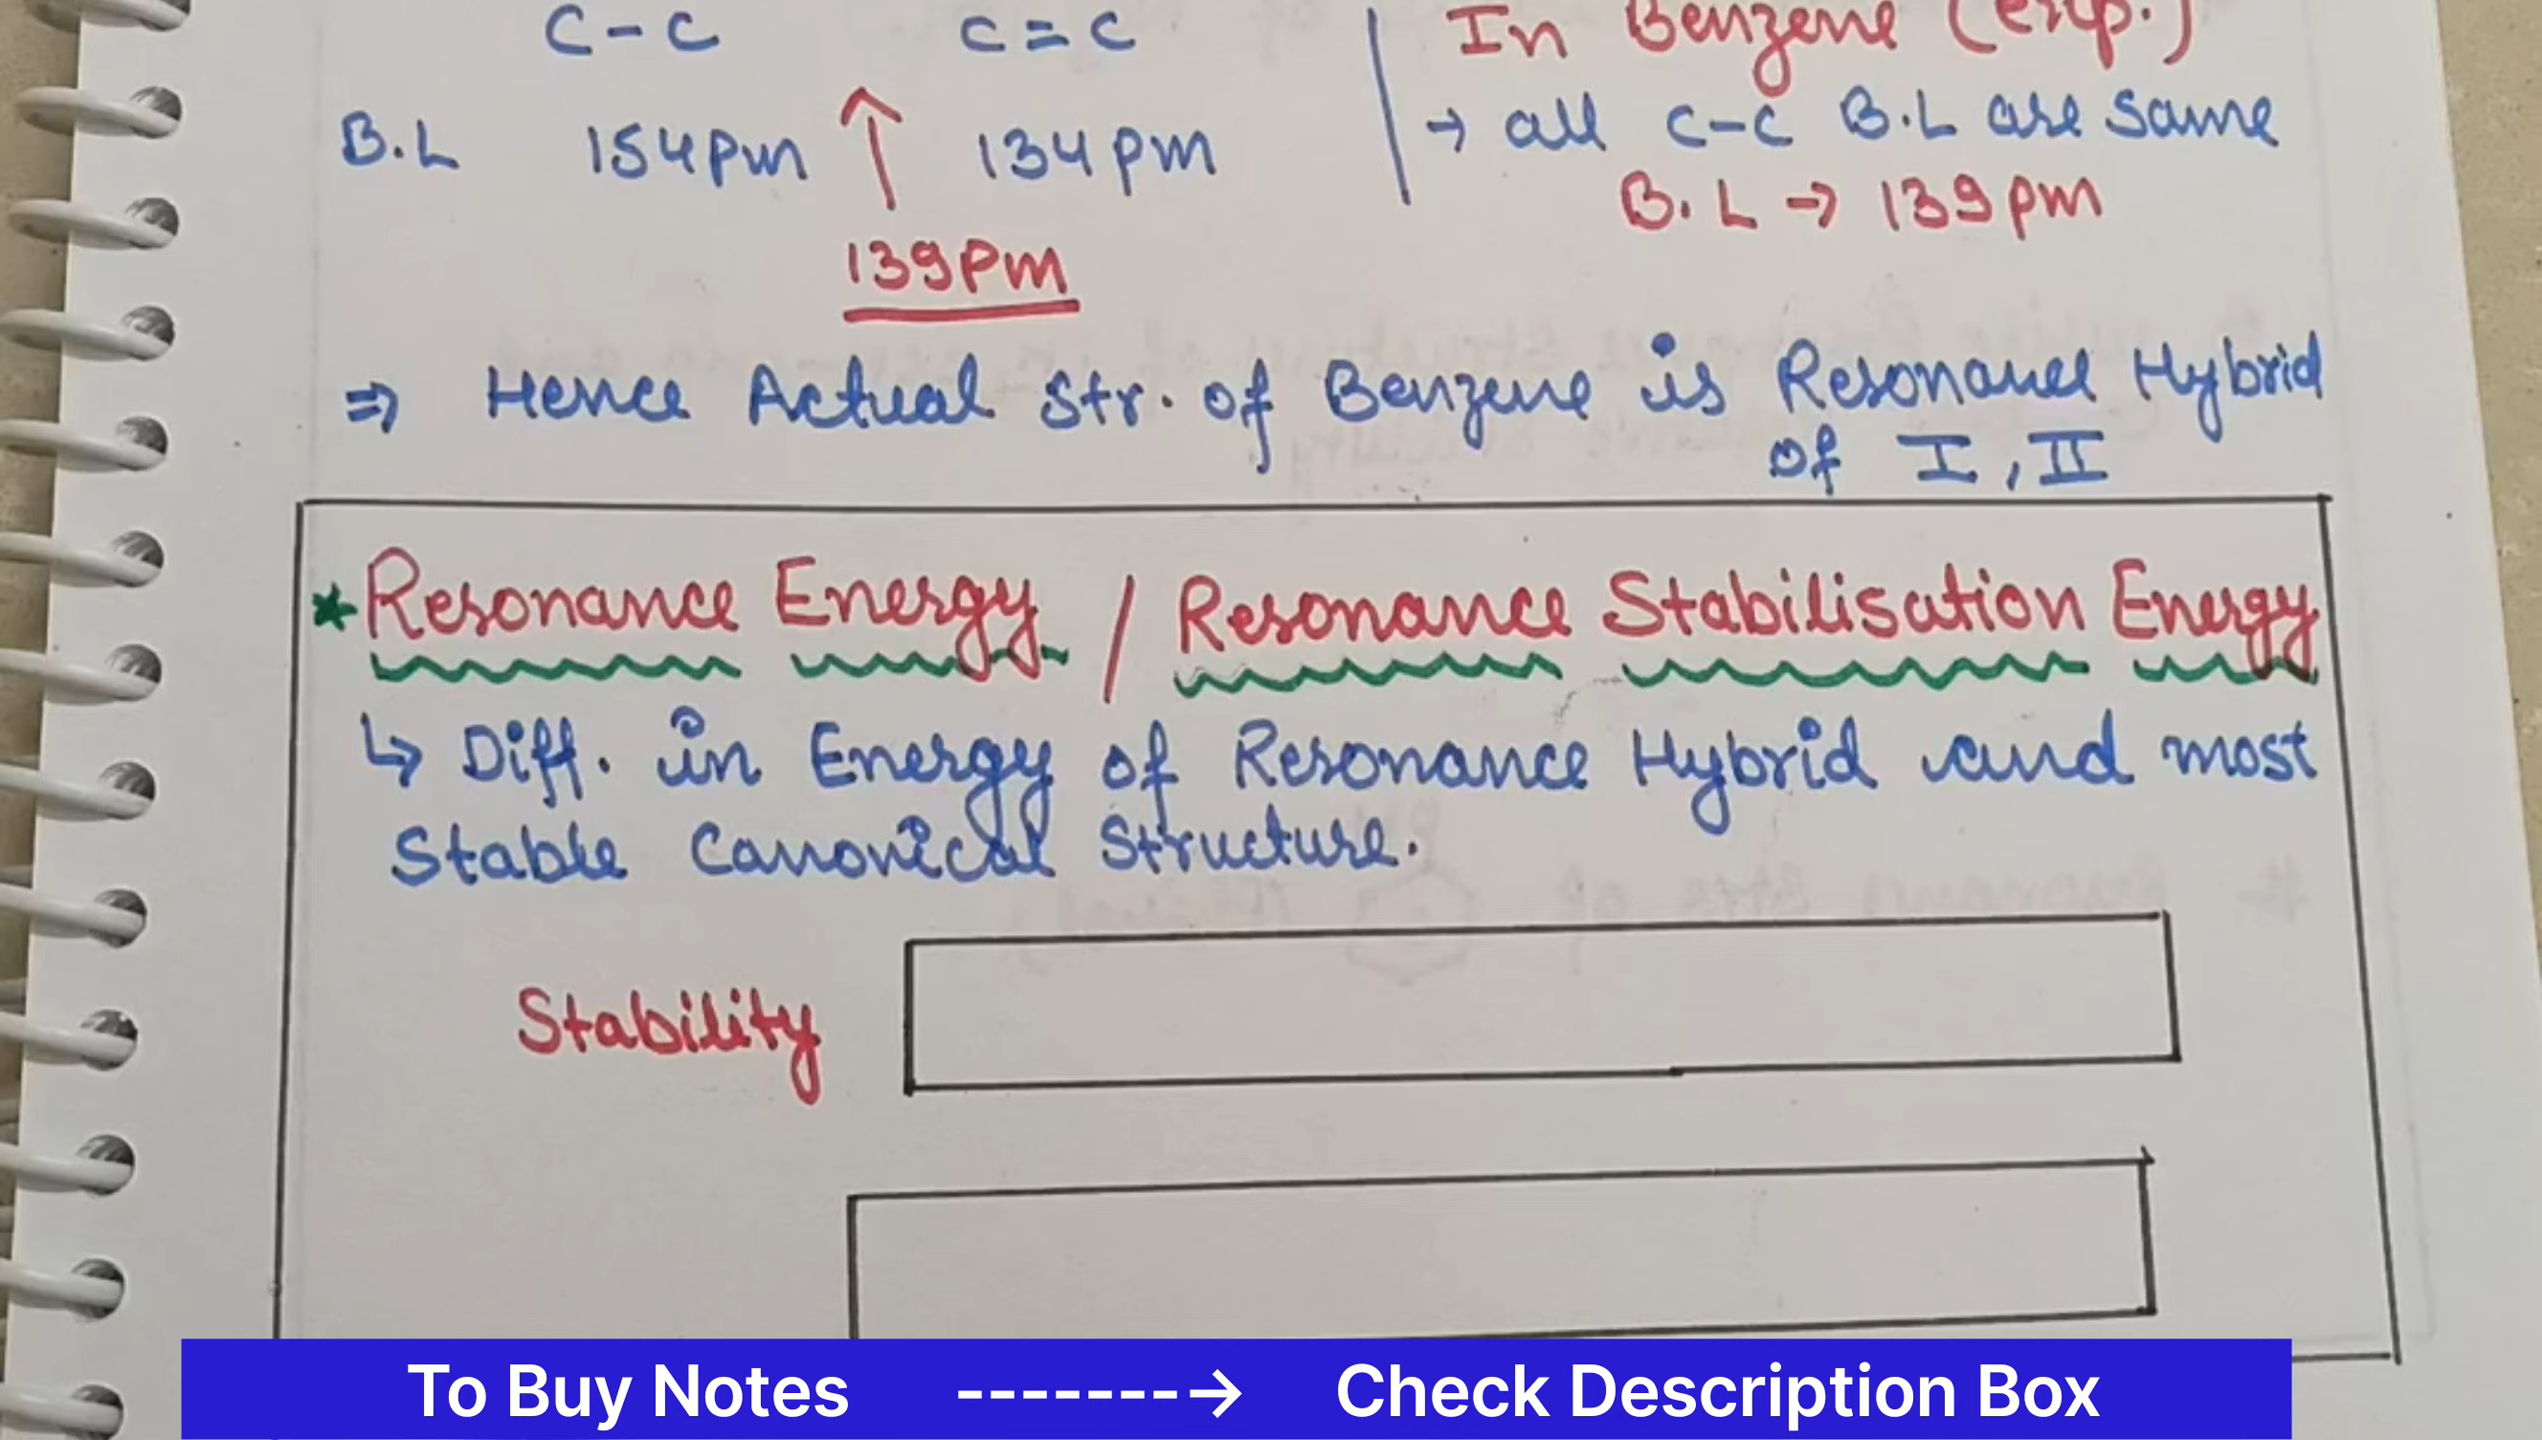 C-C C=C
In Benzene (exp.)
B.L 154pm ↑ 134pm
→ all C-C B.L are same
B.L → 139pm
139pm
⇒ Hence Actual Str. of Benzene is Resonance Hybrid
of I, II
*Resonance Energy / Resonance Stabilisation Energy
↳ Diff. in Energy of Resonance Hybrid and most
Stable Canonical Structure.
Stability
To Buy Notes -------→ Check Description Box